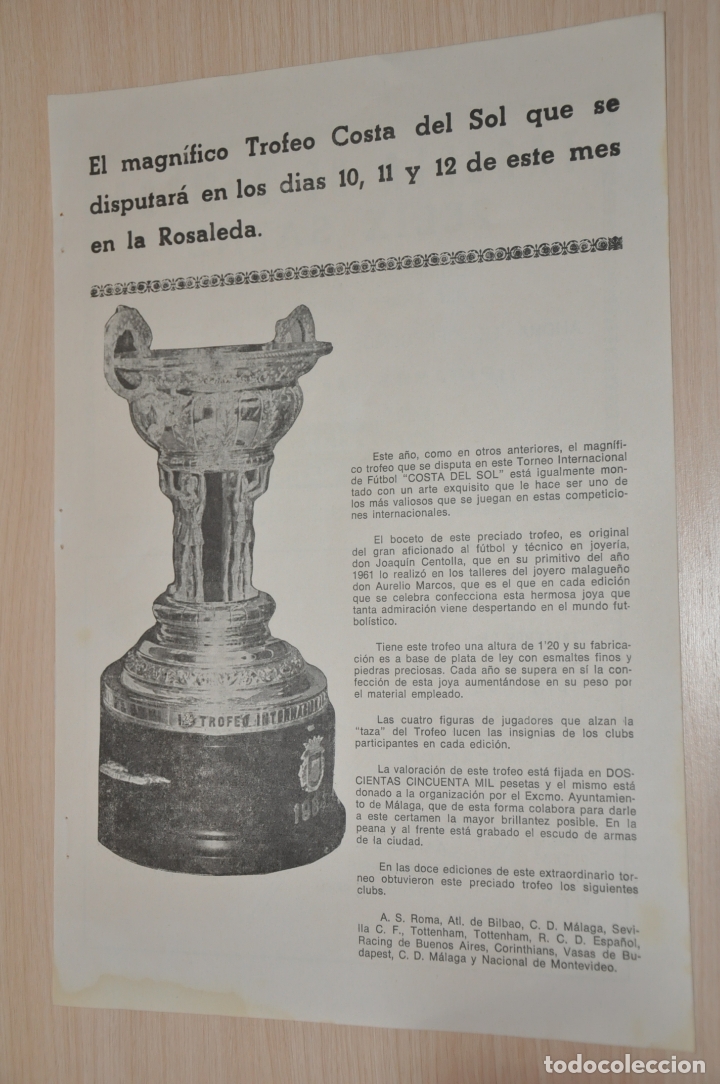 El magnífico Trofeo Costa del Sol que se
disputará en los dias 10, 11 y 12 de este mes
en la Rosaleda.
1er TROFEO INTERNA
Este año, como en otros anteriores, el magnífi-
co trofeo que se disputa en este Torneo Internacional
de Fútbol "COSTA DEL SOL" está igualmente mon-
tado con un arte exquisito que le hace ser uno de
los más valiosos que se juegan en estas competicio-
nes internacionales.
El boceto de este preciado trofeo, es original
del gran aficionado al fútbol y técnico en joyería,
don Joaquin Centolla, que en su primitivo del año
1961 lo realizó en los talleres del joyero malagueño
don Aurelio Marcos, que es el que en cada edición
que se celebra confecciona esta hermosa joya que
tanta admiración viene despertando en el mundo fut-
bolístico.
Tiene este trofeo una altura de 1'20 y su fabrica-
ción es a base de plata de ley con esmaltes finos y
piedras preciosas. Cada año se supera en sí la con-
fección de esta joya aumentándose en su peso por
el material empleado.
Las cuatro figuras de jugadores que alzan la
"taza" del Trofeo lucen las insignias de los clubs
participantes en cada edición.
La valoración de este trofeo está fijada en DOS-
CIENTAS CINCUENTA MIL pesetas y el mismo está
donado a la organización por el Excmo. Ayuntamien-
to de Málaga, que de esta forma colabora para darle
a este certamen la mayor brillantez posible. En la
peana y al frente está grabado el escudo de armas
de la ciudad.
En las doce ediciones de este extraordinario tor-
neo obtuvieron este preciado trofeo los siguientes
clubs.
A. S. Roma, Atl. de Bilbao, C. D. Málaga, Sevi-
lla C. F., Tottenham, Tottenham, R. C. D. Español,
Racing de Buenos Aires, Corinthians, Vasas de Bu-
dapest, C. D. Málaga y Nacional de Montevideo.
todocoleccion